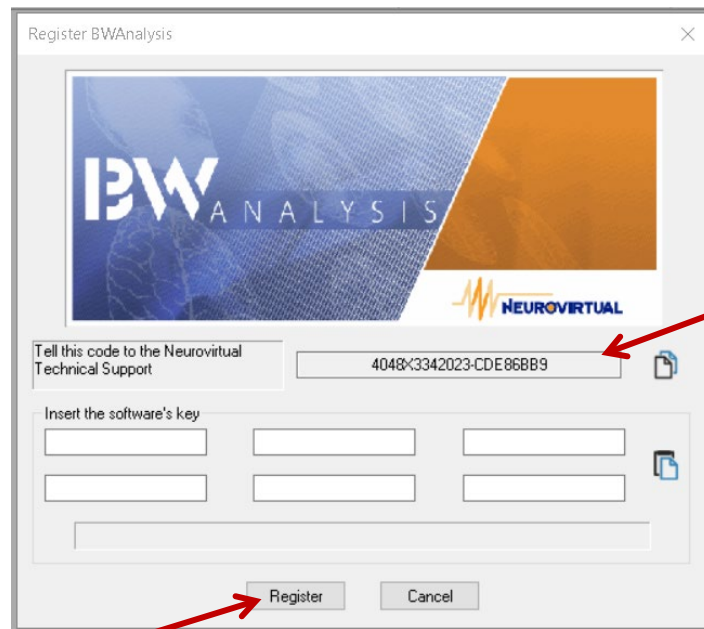 Register BWAnalysis
BW ANALYSIS
NEUROVIRTUAL
Tell this code to the Neurovirtual
Technical Support
4048X3342023-CDE86BB9
Insert the software's key
Register
Cancel